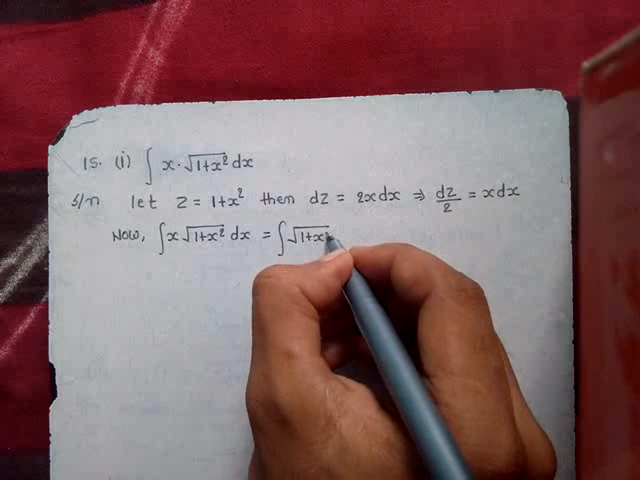 15. (i) ∫ x·√1+x² dx
s/n let z = 1+x² then dz = 2x dx ⇒ dz/2 = x dx
Now, ∫ x √1+x² dx = ∫ √1+x